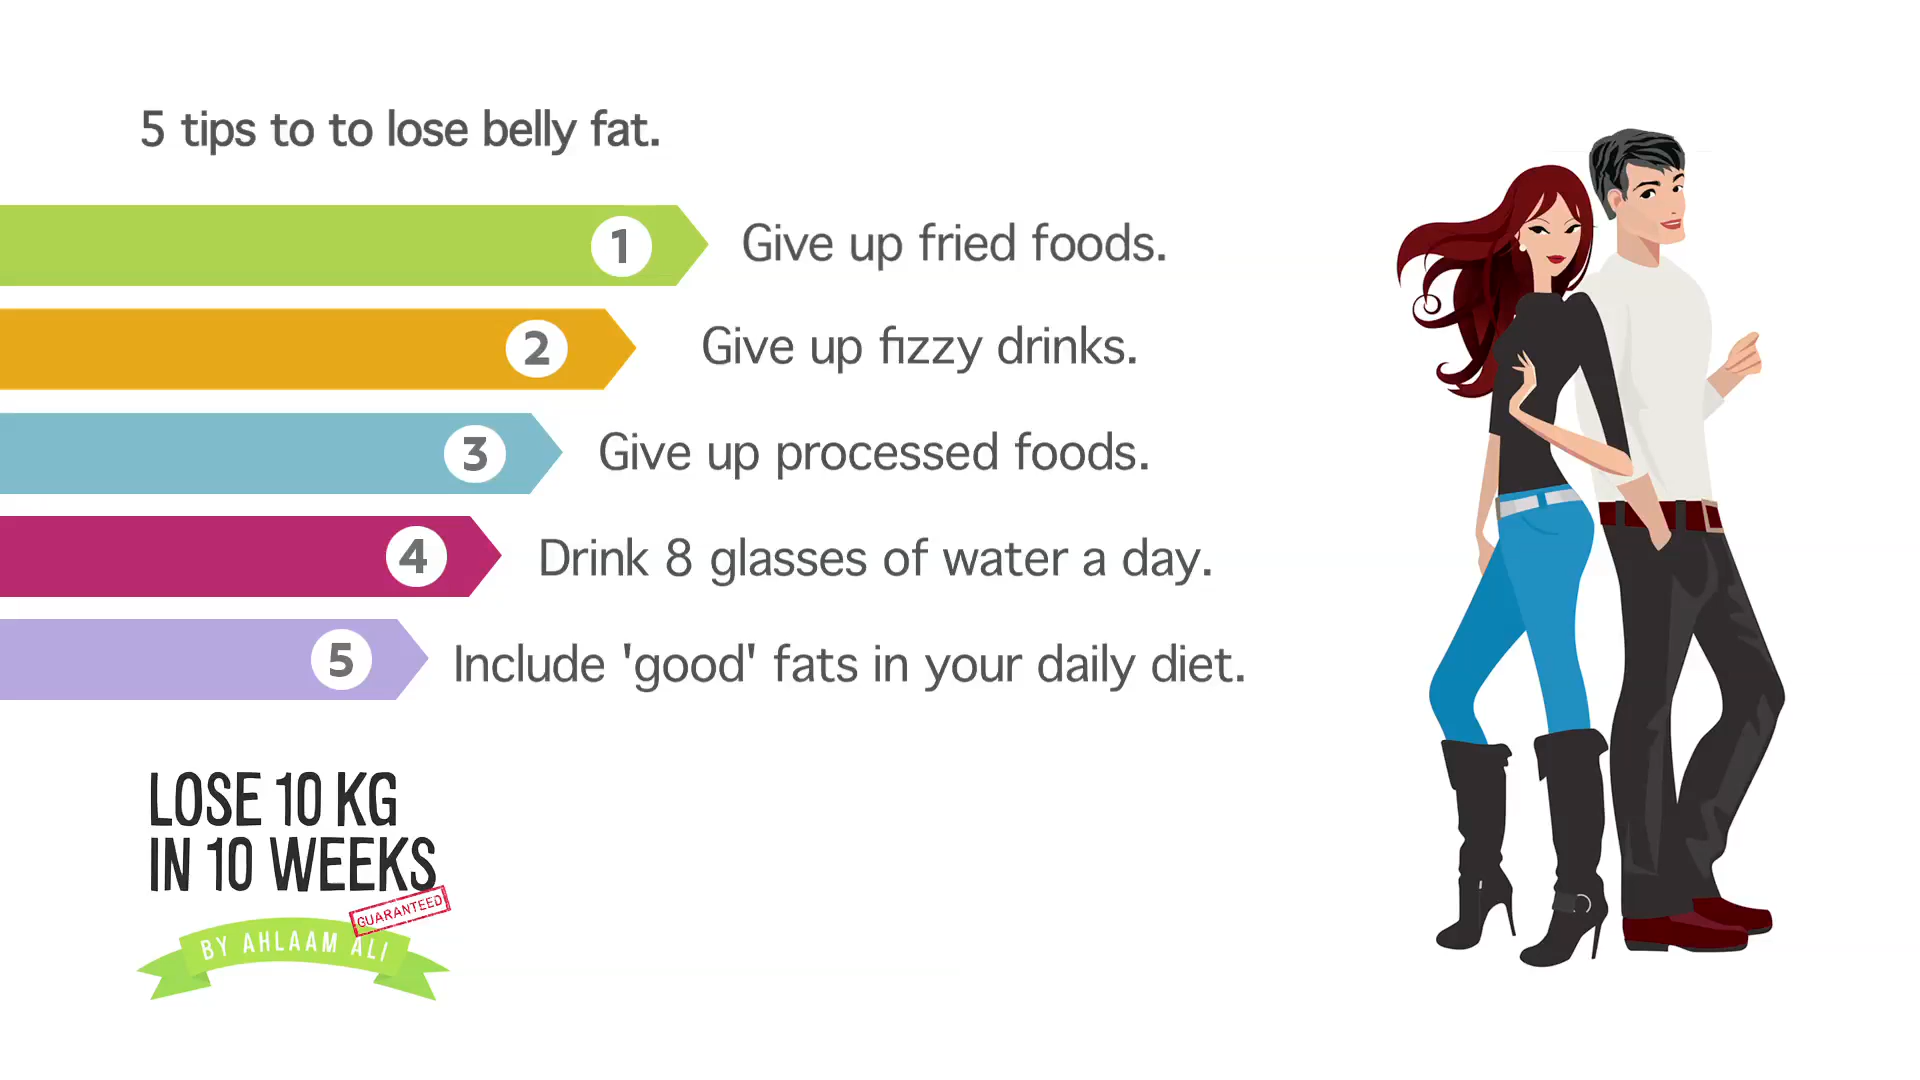 5 tips to to lose belly fat.
1 Give up fried foods.
2 Give up fizzy drinks.
3 Give up processed foods.
4 Drink 8 glasses of water a day.
5 Include 'good' fats in your daily diet.
LOSE 10 KG
IN 10 WEEKS
GUARANTEED
BY AHLAAM ALI